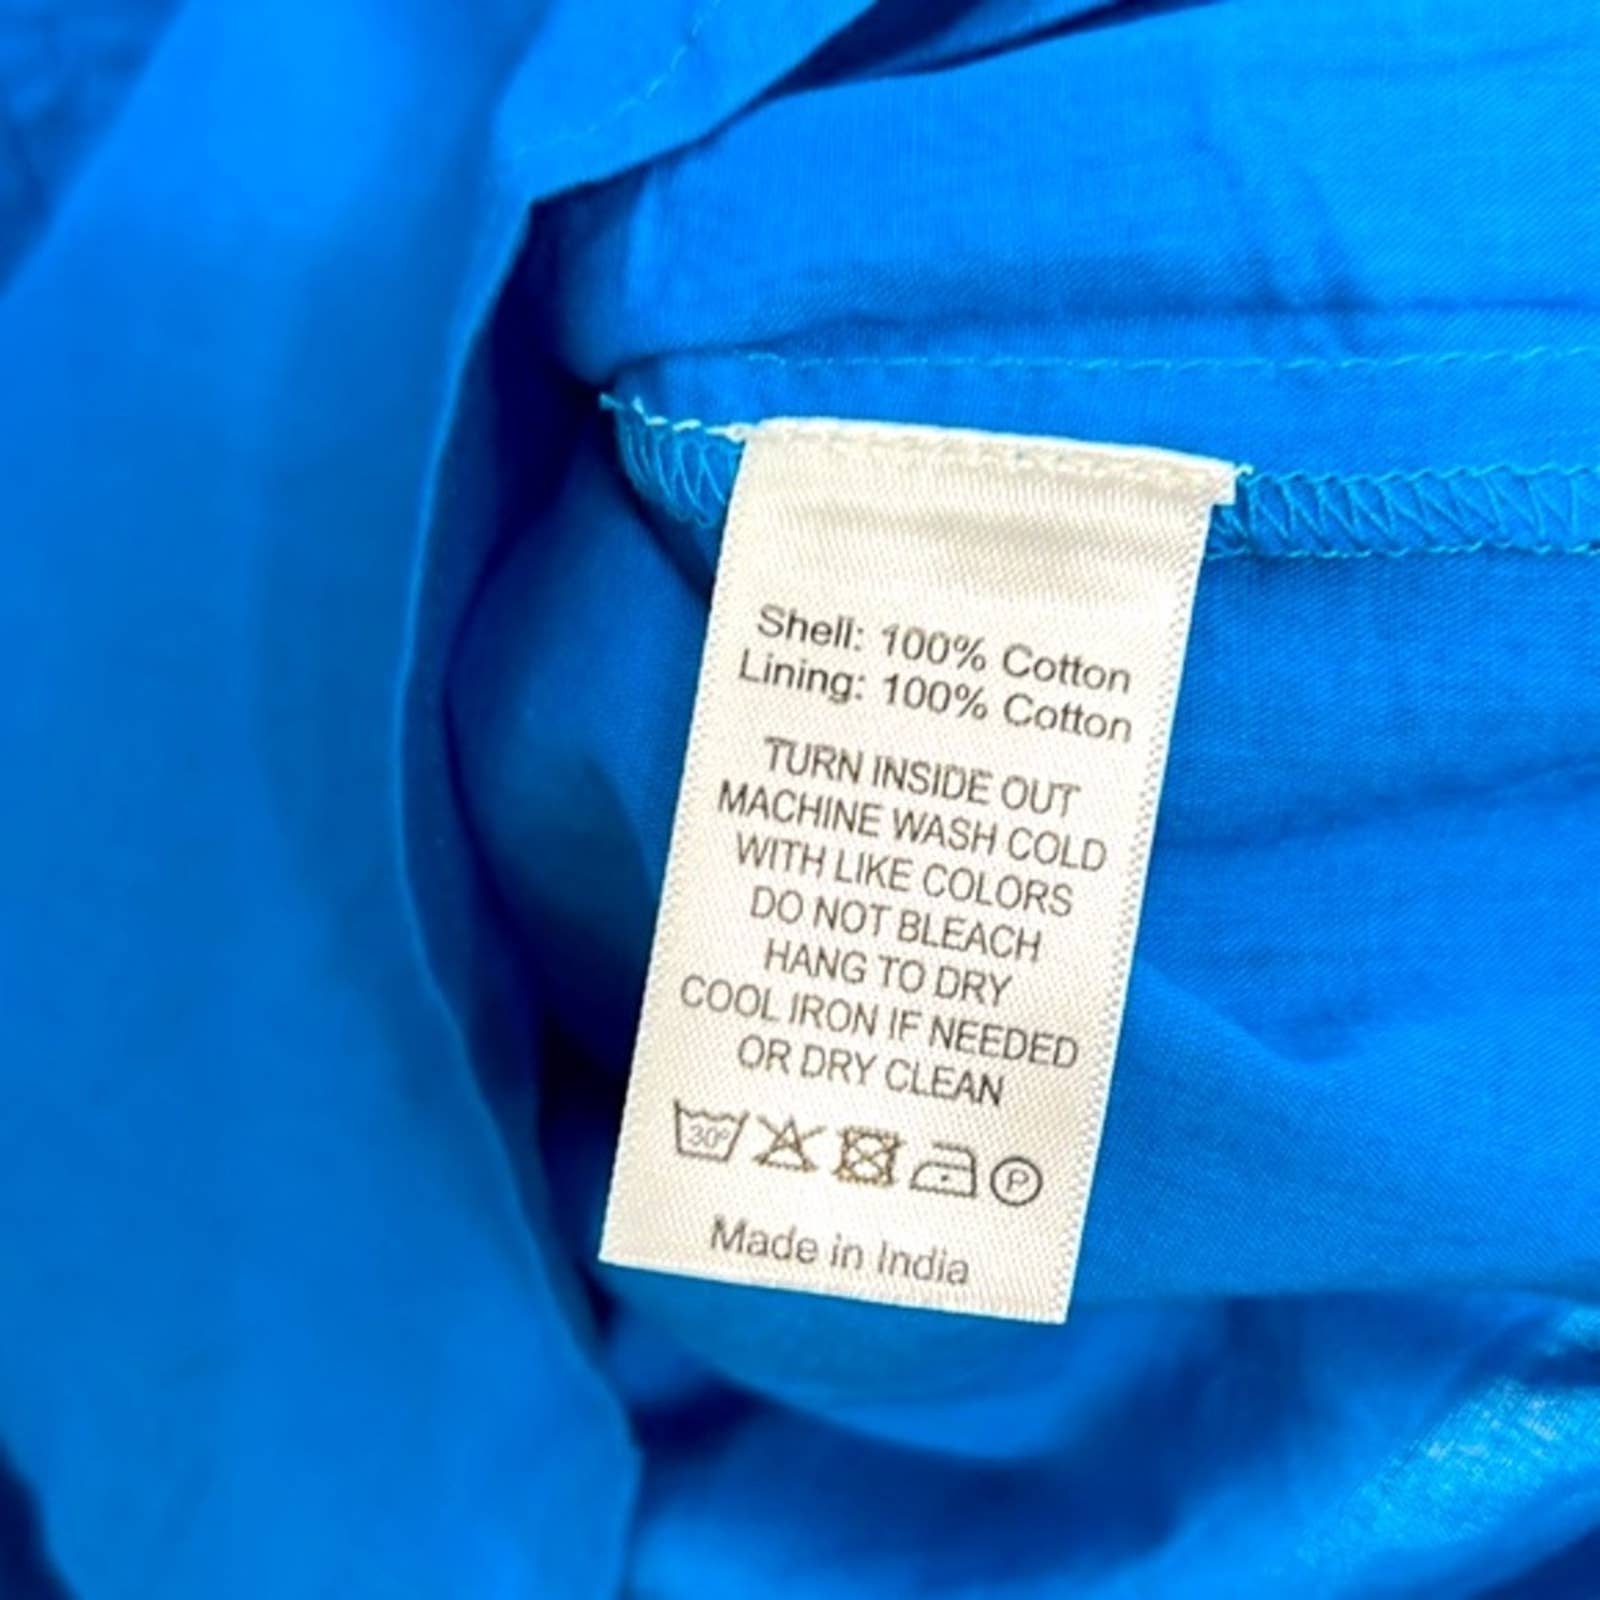 Shell: 100% Cotton
Lining: 100% Cotton
TURN INSIDE OUT
MACHINE WASH COLD
WITH LIKE COLORS
DO NOT BLEACH
HANG TO DRY
COOL IRON IF NEEDED
OR DRY CLEAN
30° P
Made in India